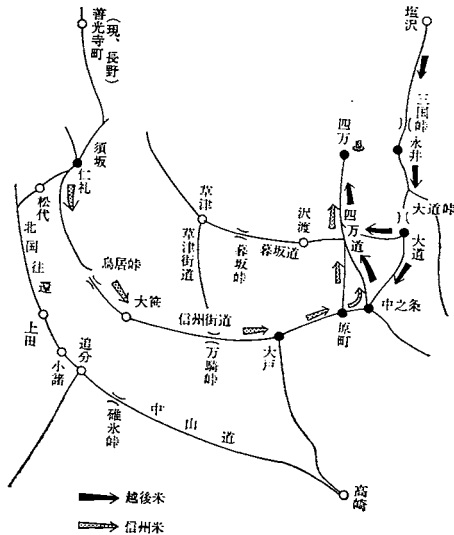 善光寺町
(現、長野)
塩沢
三国峠
永井
大道峠
大道
四万
四万道
中之条
原町
沢渡
暮坂道
暮坂峠
草津
草津街道
須坂
仁礼
松代
北国往還
鳥居峠
大笹
信州街道
万騎峠
大戸
上田
小諸
追分
碓氷峠
中山道
高崎
越後米
信州米